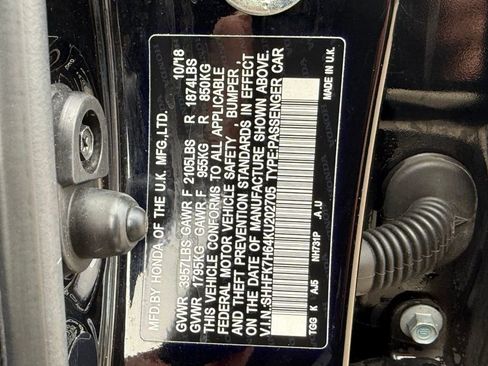 MFD.BY HONDA OF THE U.K. MFG.,LTD. 10/18
GVWR 3957LBS GAWR F 2105LBS R 1874LBS
GVWR 1795KG GAWR F 955KG R 850KG
THIS VEHICLE CONFORMS TO ALL APPLICABLE
FEDERAL MOTOR VEHICLE SAFETY , BUMPER ,
AND THEFT PREVENTION STANDARDS IN EFFECT
ON THE DATE OF MANUFACTURE SHOWN ABOVE.
V.I.N.:SHHFK7H64KU202705 TYPE:PASSENGER CAR
TGG K AJ5 NH731P A U MADE IN U.K.